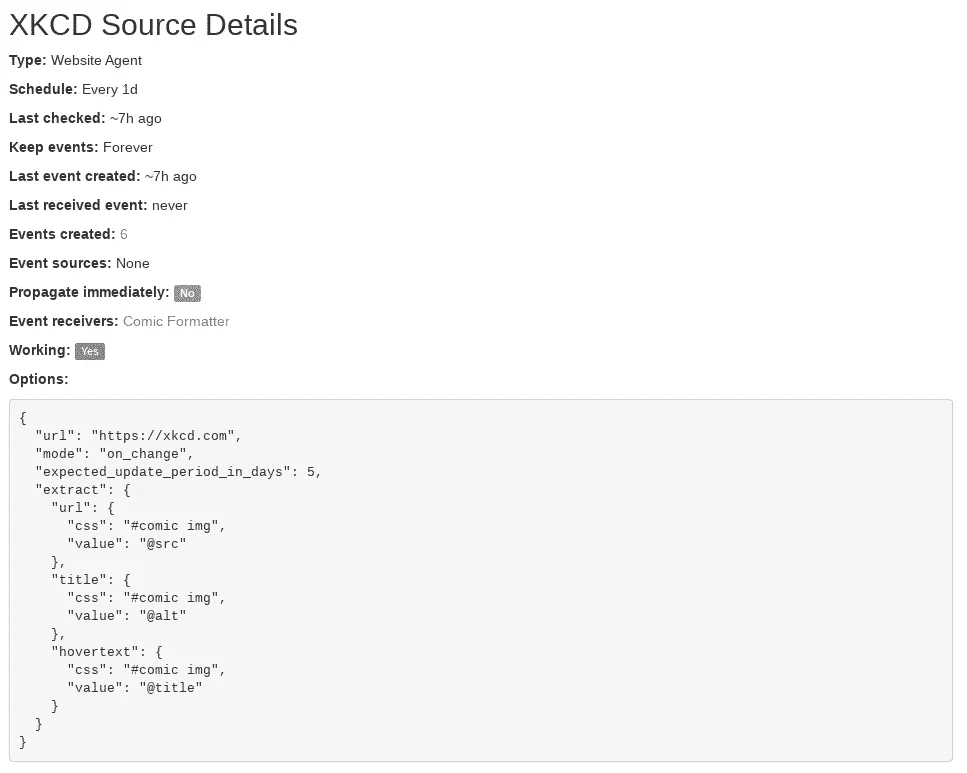 XKCD Source Details
Type: Website Agent
Schedule: Every 1d
Last checked: ~7h ago
Keep events: Forever
Last event created: ~7h ago
Last received event: never
Events created: 6
Event sources: None
Propagate immediately: No
Event receivers: Comic Formatter
Working: Yes
Options:
{
  "url": "https://xkcd.com",
  "mode": "on_change",
  "expected_update_period_in_days": 5,
  "extract": {
    "url": {
      "css": "#comic img",
      "value": "@src"
    },
    "title": {
      "css": "#comic img",
      "value": "@alt"
    },
    "hovertext": {
      "css": "#comic img",
      "value": "@title"
    }
  }
}